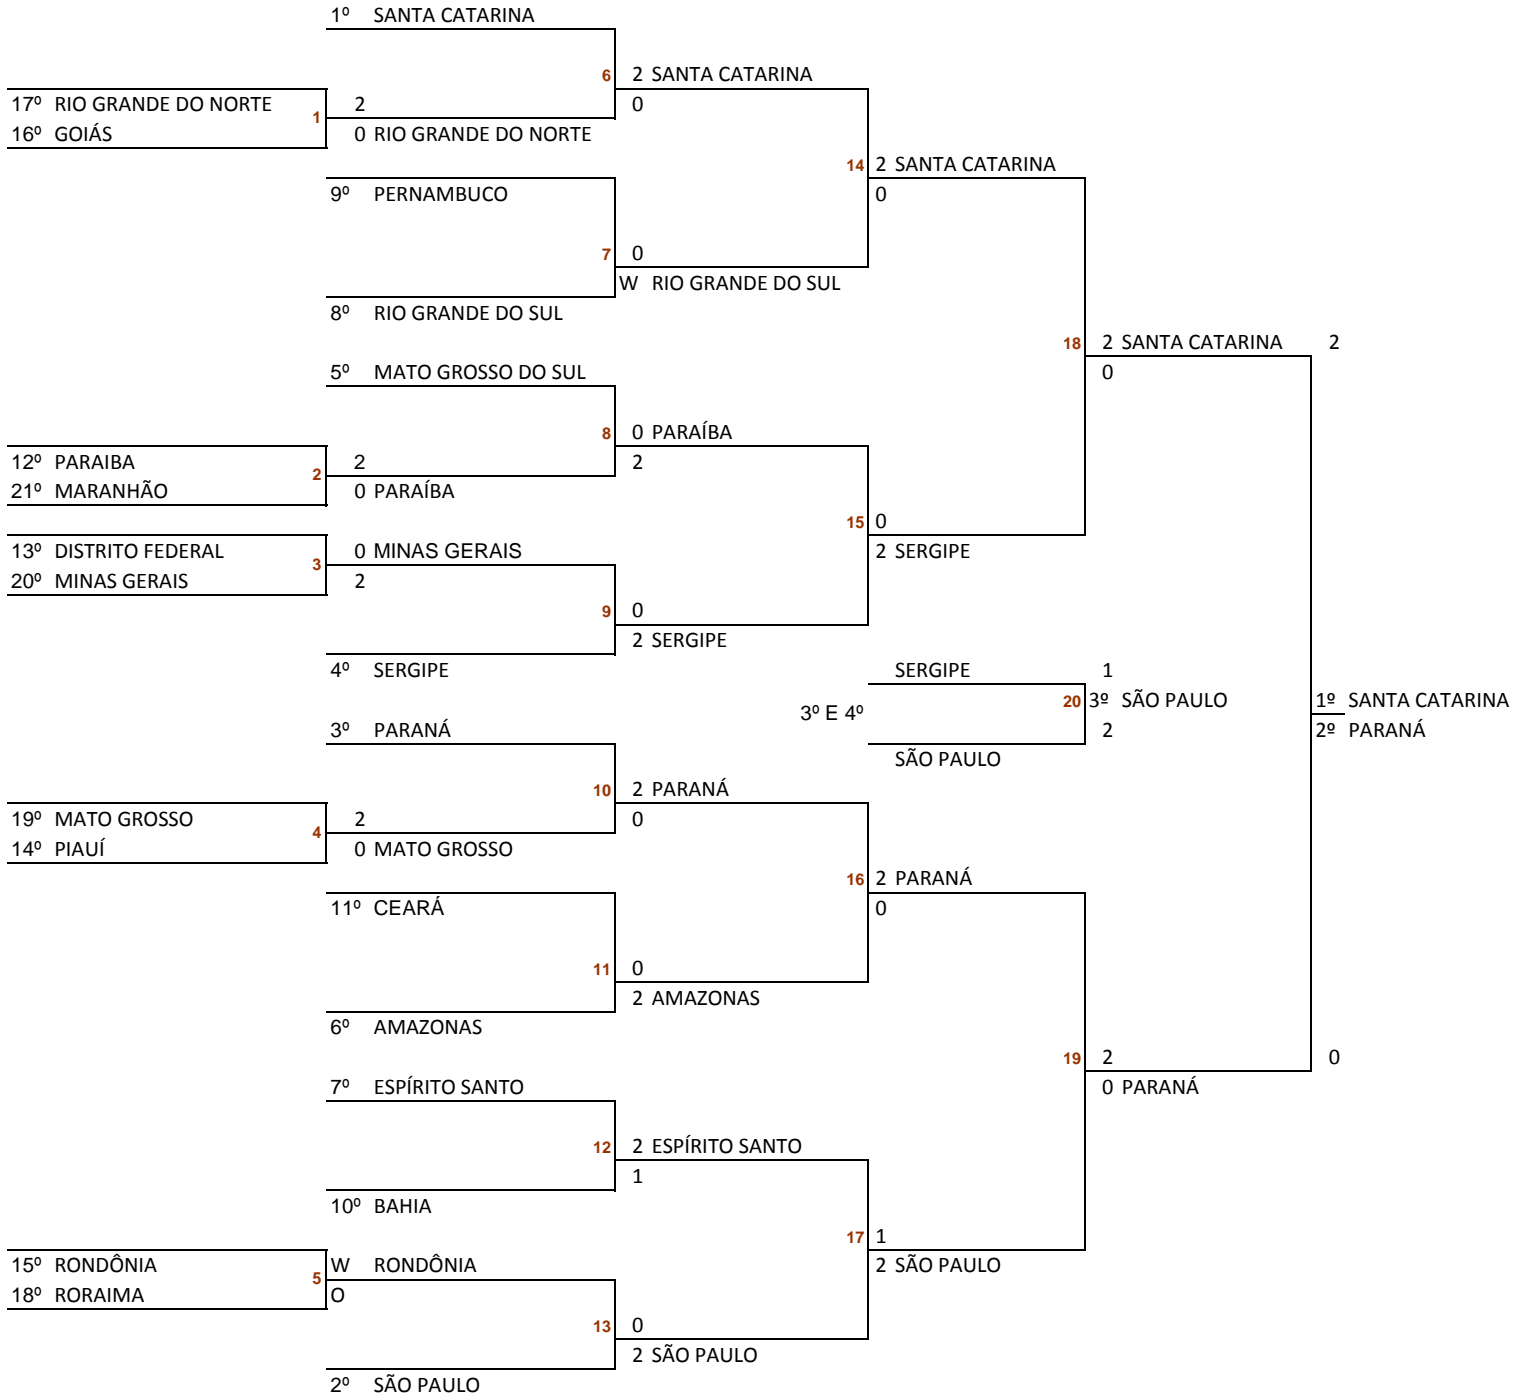 1º SANTA CATARINA
6 2 SANTA CATARINA
17º RIO GRANDE DO NORTE 2 0
1
16º GOIÁS 0 RIO GRANDE DO NORTE
14 2 SANTA CATARINA
9º PERNAMBUCO 0
7 0
W RIO GRANDE DO SUL
8º RIO GRANDE DO SUL
18 2 SANTA CATARINA 2
5º MATO GROSSO DO SUL 0
8 0 PARAÍBA
12º PARAIBA 2 2
2
21º MARANHÃO 0 PARAÍBA
15 0
13º DISTRITO FEDERAL 0 MINAS GERAIS 2 SERGIPE
3
20º MINAS GERAIS 2
9 0
2 SERGIPE
4º SERGIPE SERGIPE 1
20 3º SÃO PAULO 1º SANTA CATARINA
3º E 4º
3º PARANÁ 2 2º PARANÁ
SÃO PAULO
10 2 PARANÁ
19º MATO GROSSO 2 0
4
14º PIAUÍ 0 MATO GROSSO
16 2 PARANÁ
11º CEARÁ 0
11 0
2 AMAZONAS
6º AMAZONAS
19 2 0
7º ESPÍRITO SANTO 0 PARANÁ
12 2 ESPÍRITO SANTO
1
10º BAHIA
17 1
15º RONDÔNIA W RONDÔNIA 2 SÃO PAULO
5
18º RORAIMA O
13 0
2 SÃO PAULO
2º SÃO PAULO